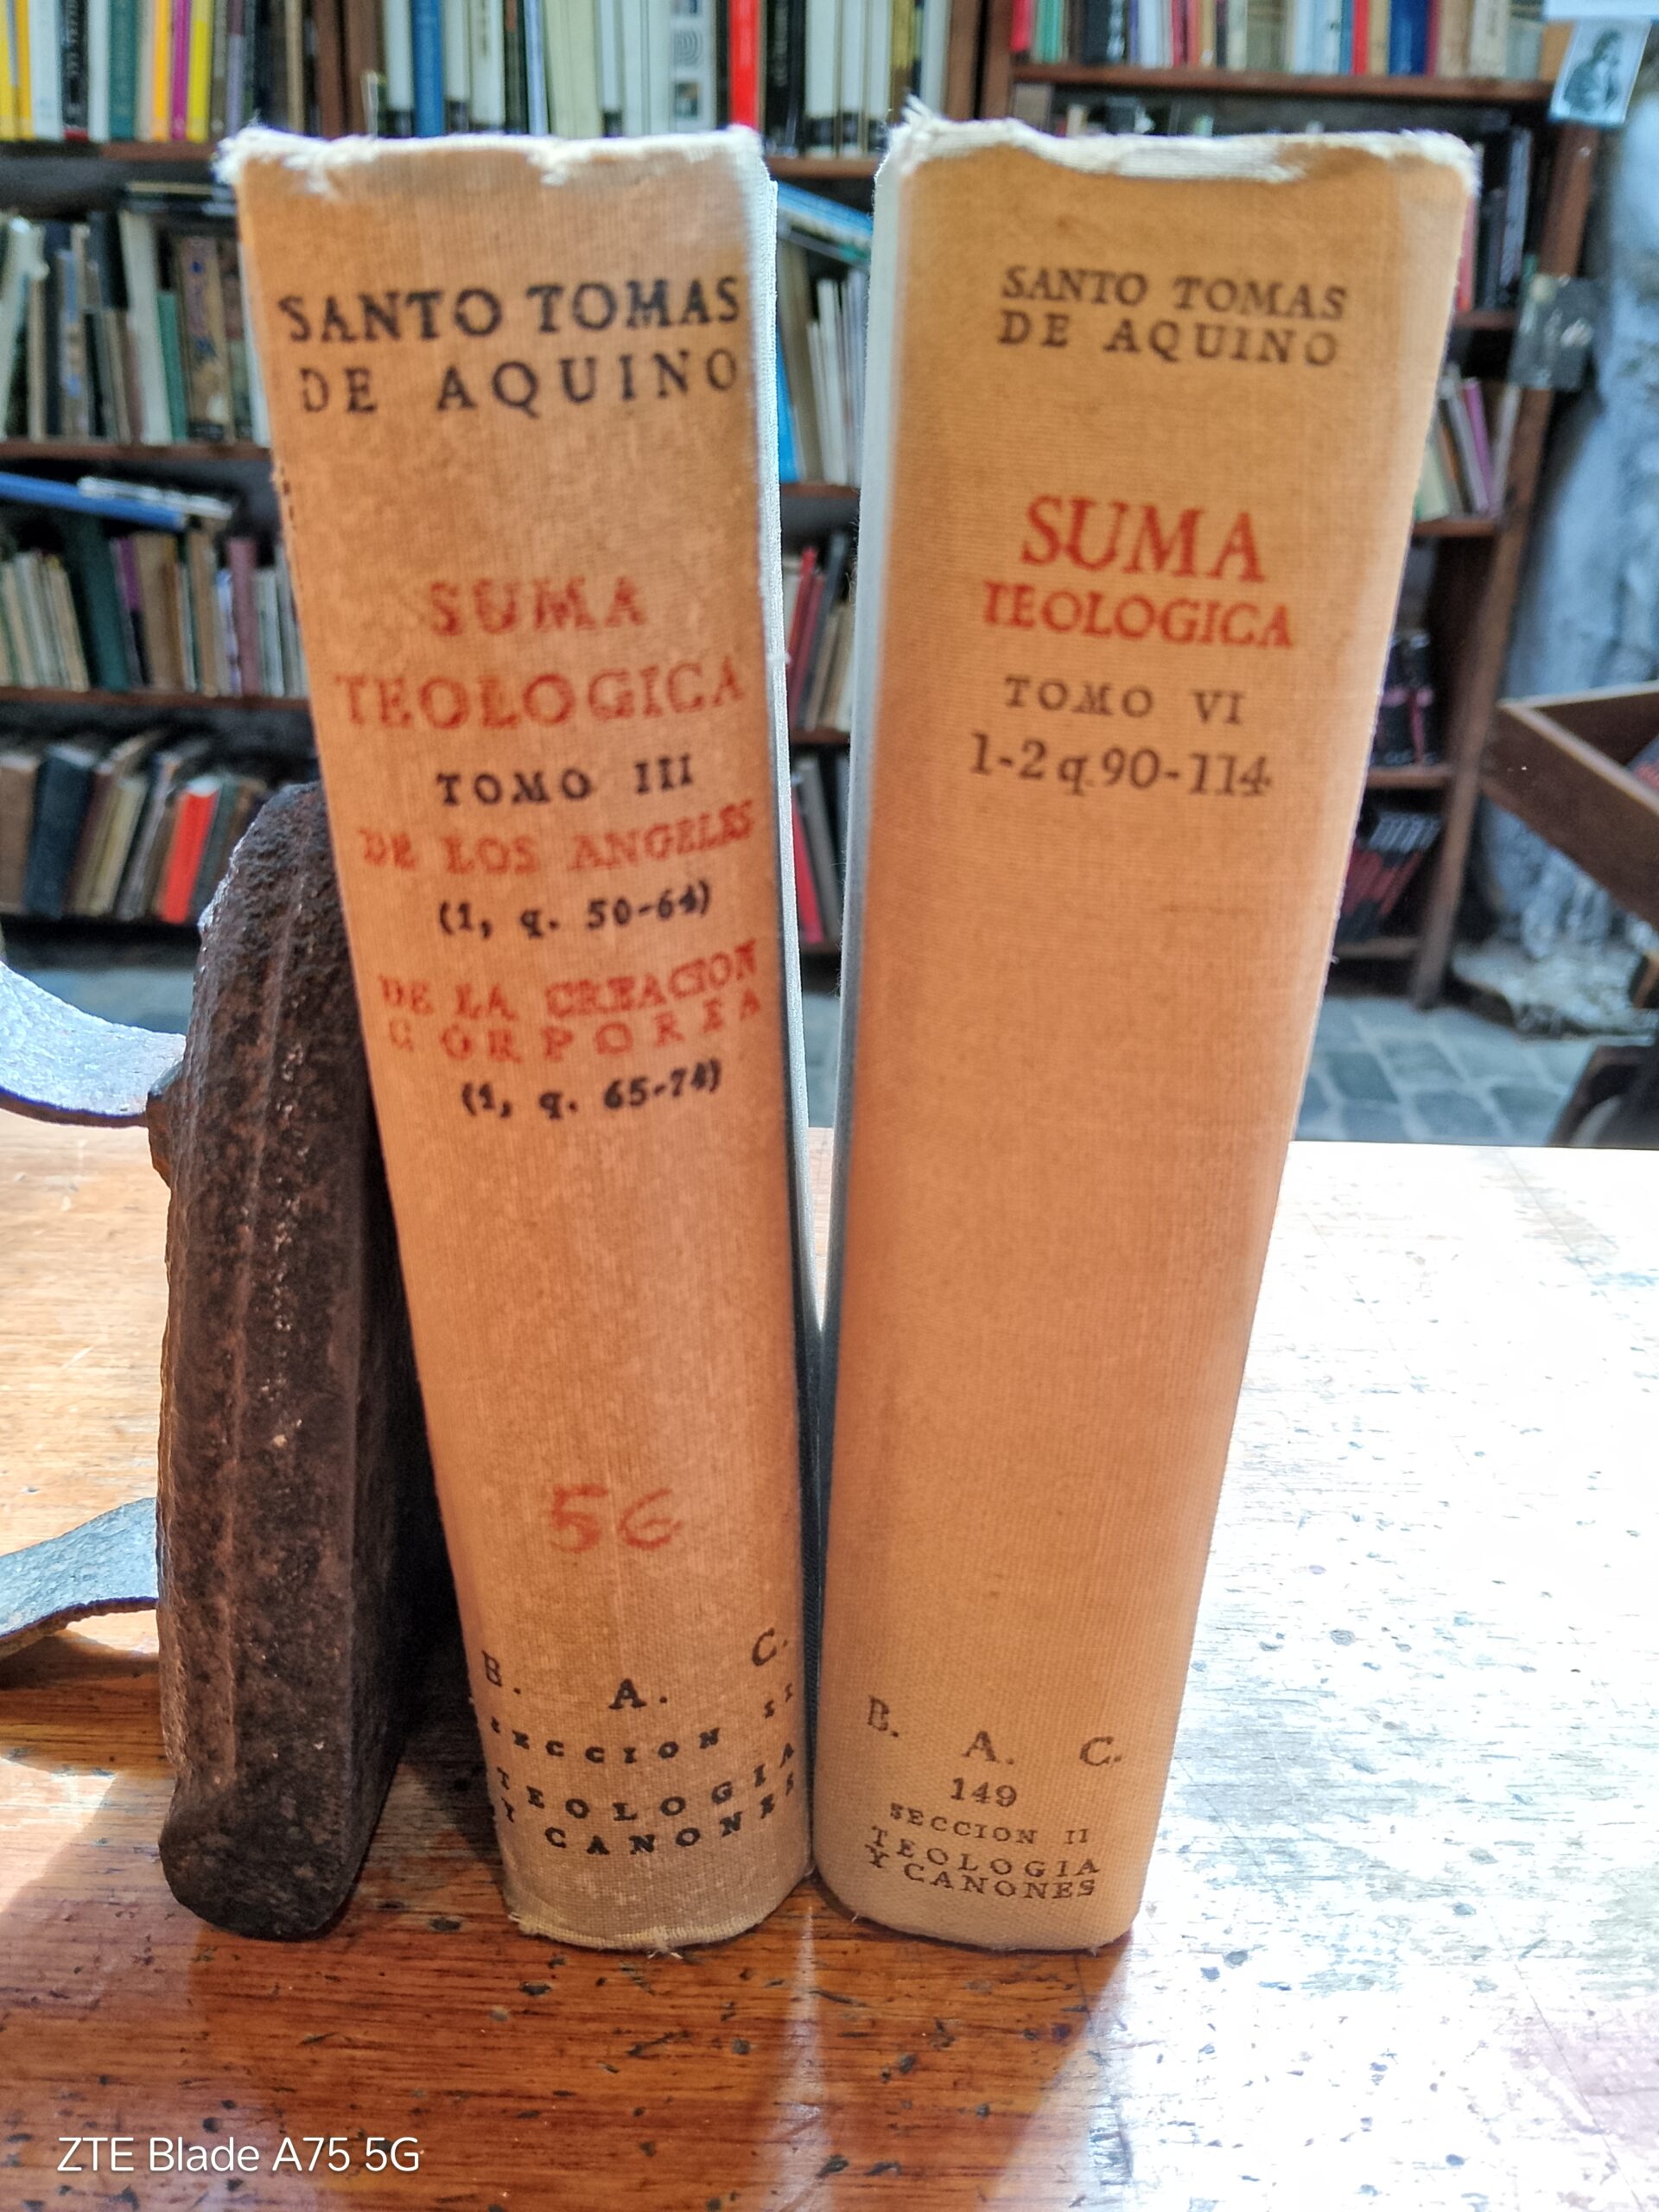 SANTO TOMAS
DE AQUINO
SUMA
TEOLOGICA
TOMO III
DE LOS ANGELES
(1, q. 50-64)
DE LA CREACION
CORPOREA
(1, q. 65-74)
56
B. A. C.
SECCION II
TEOLOGIA
Y CANONES
SANTO TOMAS
DE AQUINO
SUMA
TEOLOGICA
TOMO VI
1-2 q.90-114
B. A. C.
149
SECCION II
TEOLOGIA
Y CANONES
ZTE Blade A75 5G